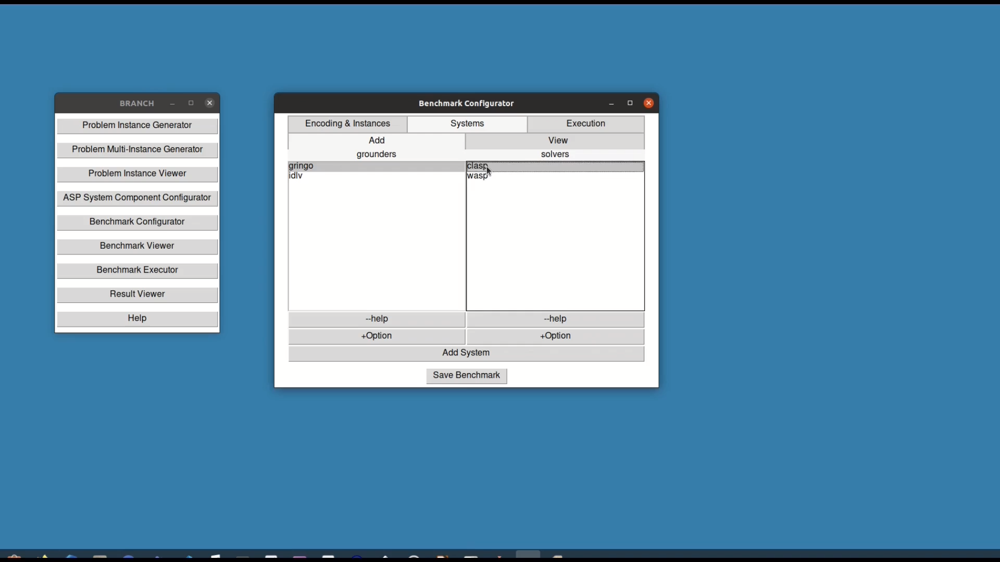 BRANCH
Problem Instance Generator
Problem Multi-Instance Generator
Problem Instance Viewer
ASP System Component Configurator
Benchmark Configurator
Benchmark Viewer
Benchmark Executor
Result Viewer
Help
Benchmark Configurator
Encoding & Instances Systems Execution
Add View
grounders solvers
gringo clasp
idlv wasp
--help --help
+Option +Option
Add System
Save Benchmark